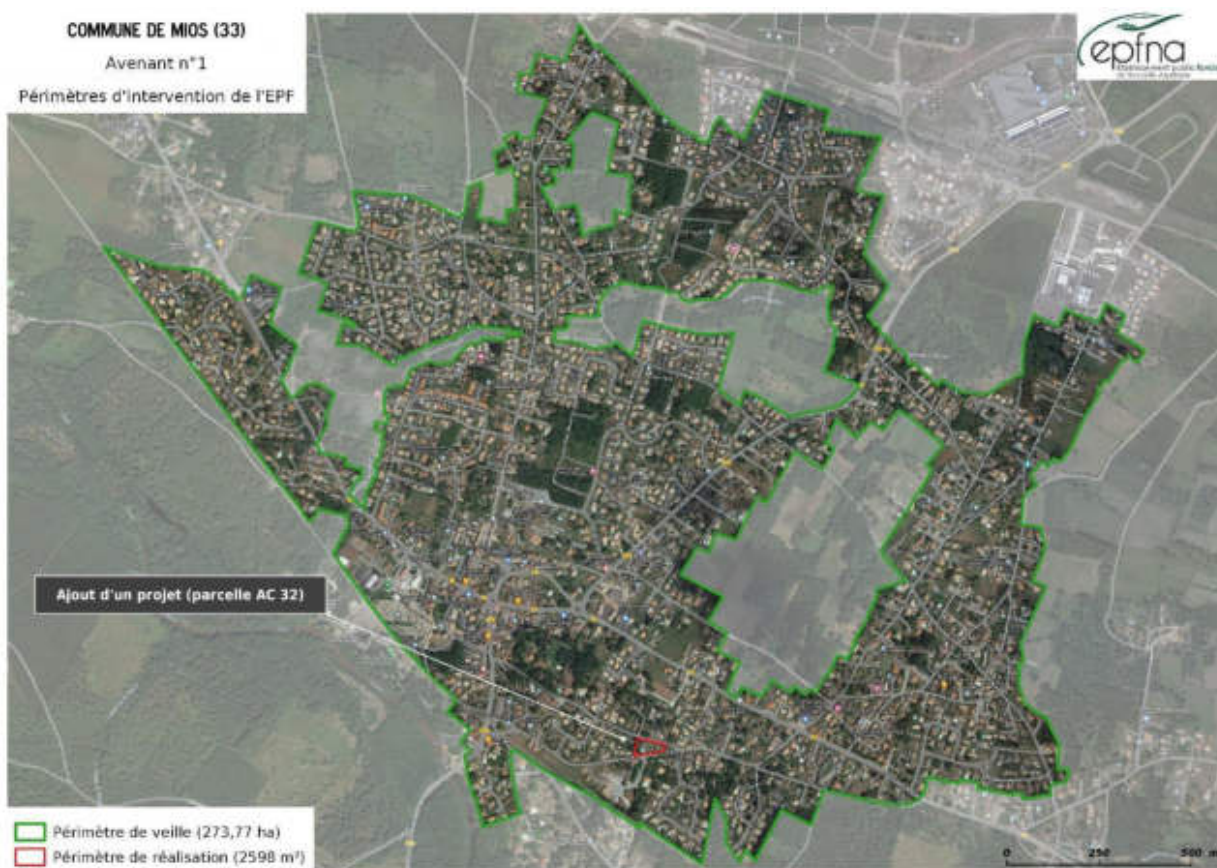 COMMUNE DE MIOS (33)
Avenant n°1
Périmètres d'intervention de l'EPF
epfna
Ajout d'un projet (parcelle AC 32)
Périmètre de veille (273,77 ha)
Périmètre de réalisation (2598 m²)
0 250 500 m